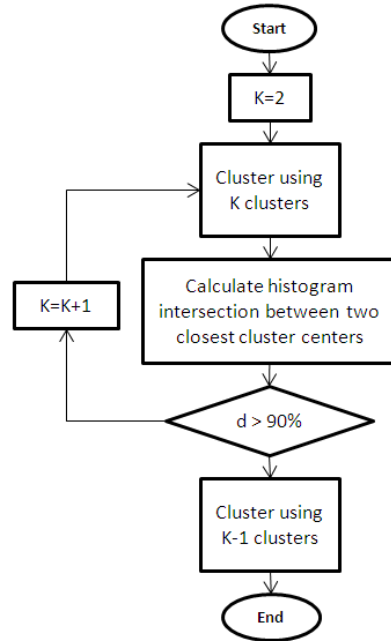 Start
K=2
Cluster using
K clusters
Calculate histogram
intersection between two
closest cluster centers
K=K+1
d > 90%
Cluster using
K-1 clusters
End